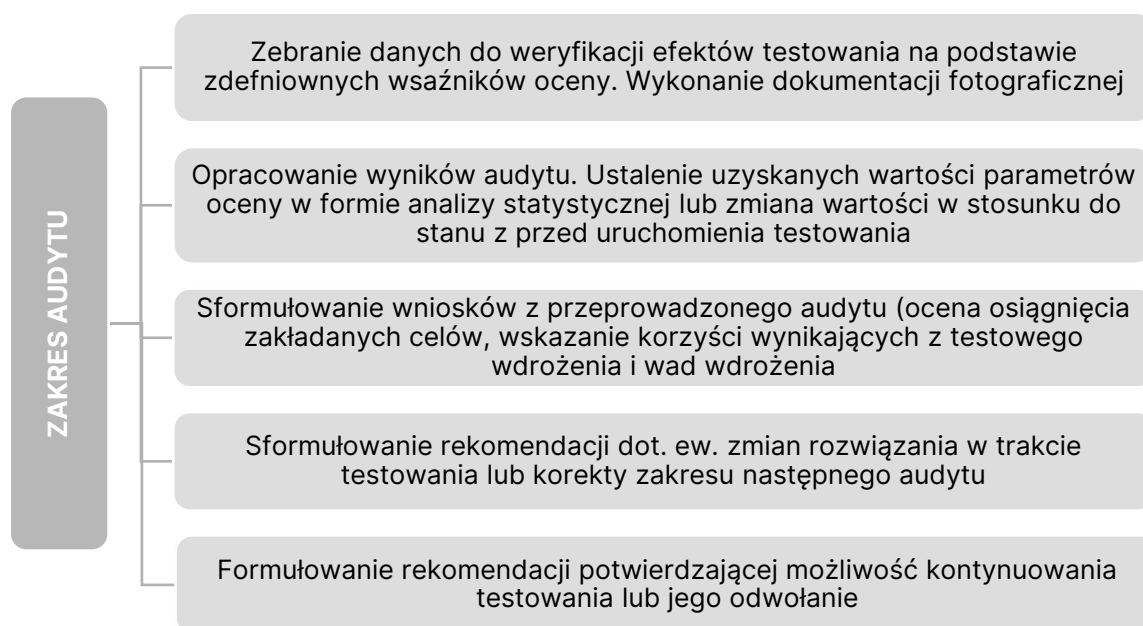 ZAKRES AUDYTU
Zebranie danych do weryfikacji efektów testowania na podstawie
zdefniownych wsaźników oceny. Wykonanie dokumentacji fotograficznej
Opracowanie wyników audytu. Ustalenie uzyskanych wartości parametrów
oceny w formie analizy statystycznej lub zmiana wartości w stosunku do
stanu z przed uruchomienia testowania
Sformułowanie wniosków z przeprowadzonego audytu (ocena osiągnięcia
zakładanych celów, wskazanie korzyści wynikających z testowego
wdrożenia i wad wdrożenia
Sformułowanie rekomendacji dot. ew. zmian rozwiązania w trakcie
testowania lub korekty zakresu następnego audytu
Formułowanie rekomendacji potwierdzającej możliwość kontynuowania
testowania lub jego odwołanie